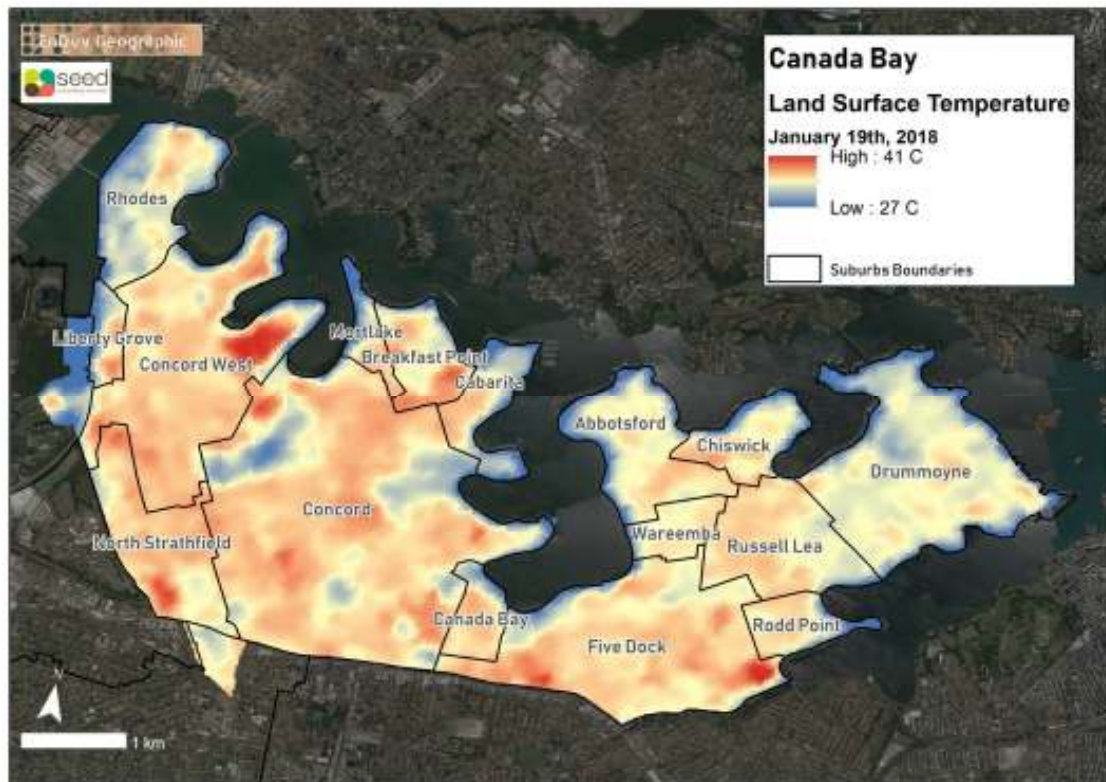 EnDev Geographic
seed
Canada Bay
Land Surface Temperature
January 19th, 2018
High : 41 C
Low : 27 C
Suburbs Boundaries
Rhodes
Liberty Grove
Concord West
Mortlake
Breakfast Point
Cabarita
Abbotsford
Chiswick
Drummoyne
Concord
Wareemba
Russell Lea
North Strathfield
Canada Bay
Five Dock
Rodd Point
N
1 km